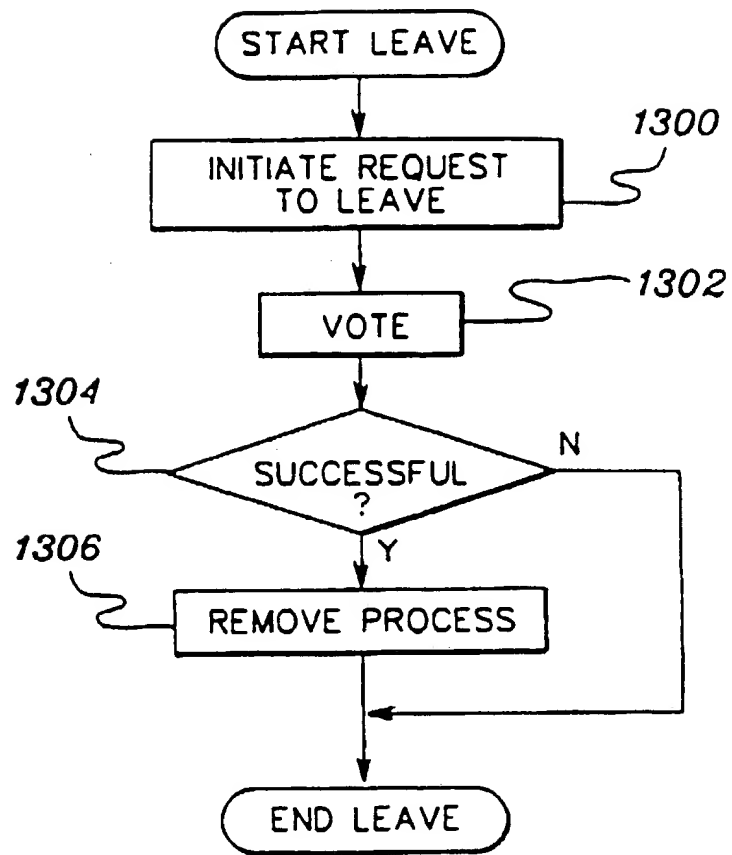 START LEAVE
1300
INITIATE REQUEST
TO LEAVE
1302
VOTE
1304
N
SUCCESSFUL
?
Y
1306
REMOVE PROCESS
END LEAVE